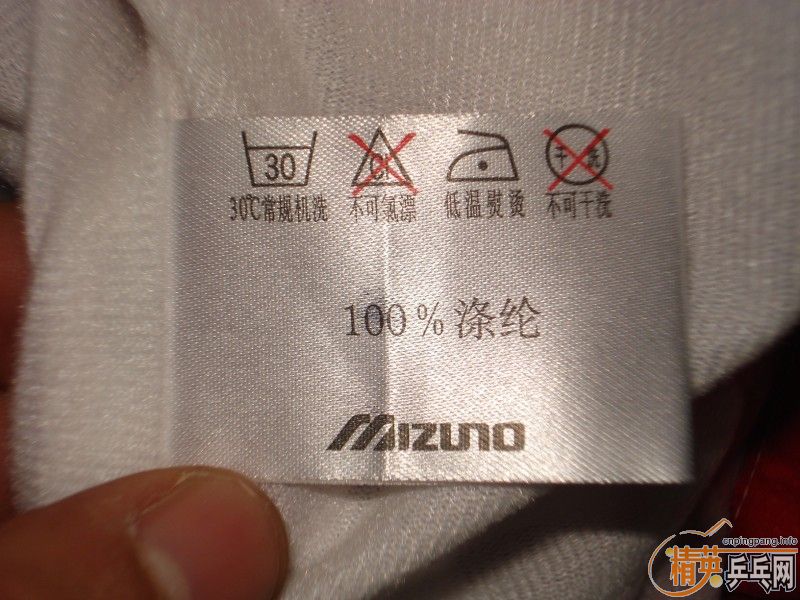 30
Cl
干洗
30℃常规机洗 不可氯漂 低温熨烫 不可干洗
100%涤纶
MIZUNO
cnpingpang.info
精英乒乓网